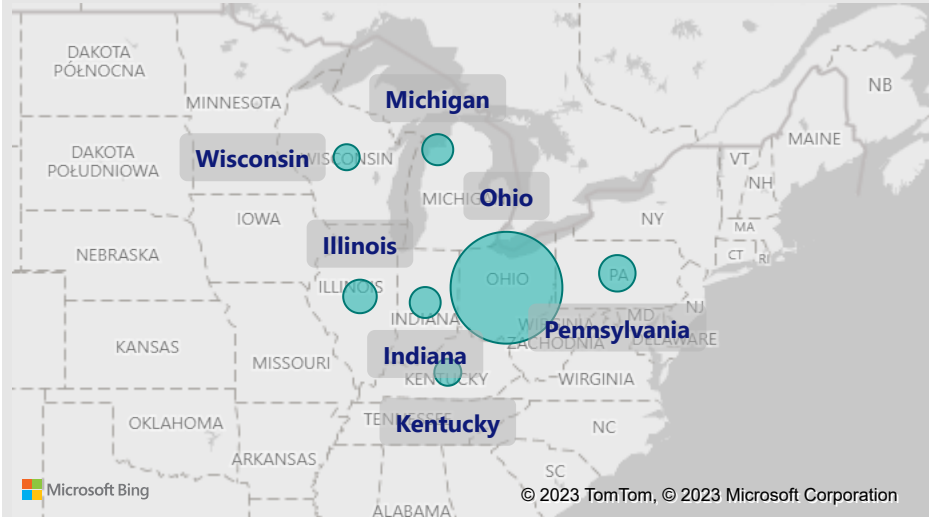 DAKOTA
PÓŁNOCNA
NB
MINNESOTA
Michigan
MAINE
DAKOTA
POŁUDNIOWA
Wisconsin
WISCONSIN
VT
NH
MICHIGAN
Ohio
IOWA
NY
MA
NEBRASKA
Illinois
CT
RI
ILLINOIS
OHIO
PA
INDIANA
NJ
MD
WIRGINIA
ZACHODNIA
Pennsylvania
DELAWARE
KANSAS
MISSOURI
Indiana
KENTUCKY
WIRGINIA
OKLAHOMA
TENNESSEE
Kentucky
NC
ARKANSAS
SC
Microsoft Bing
© 2023 TomTom, © 2023 Microsoft Corporation
ALABAMA